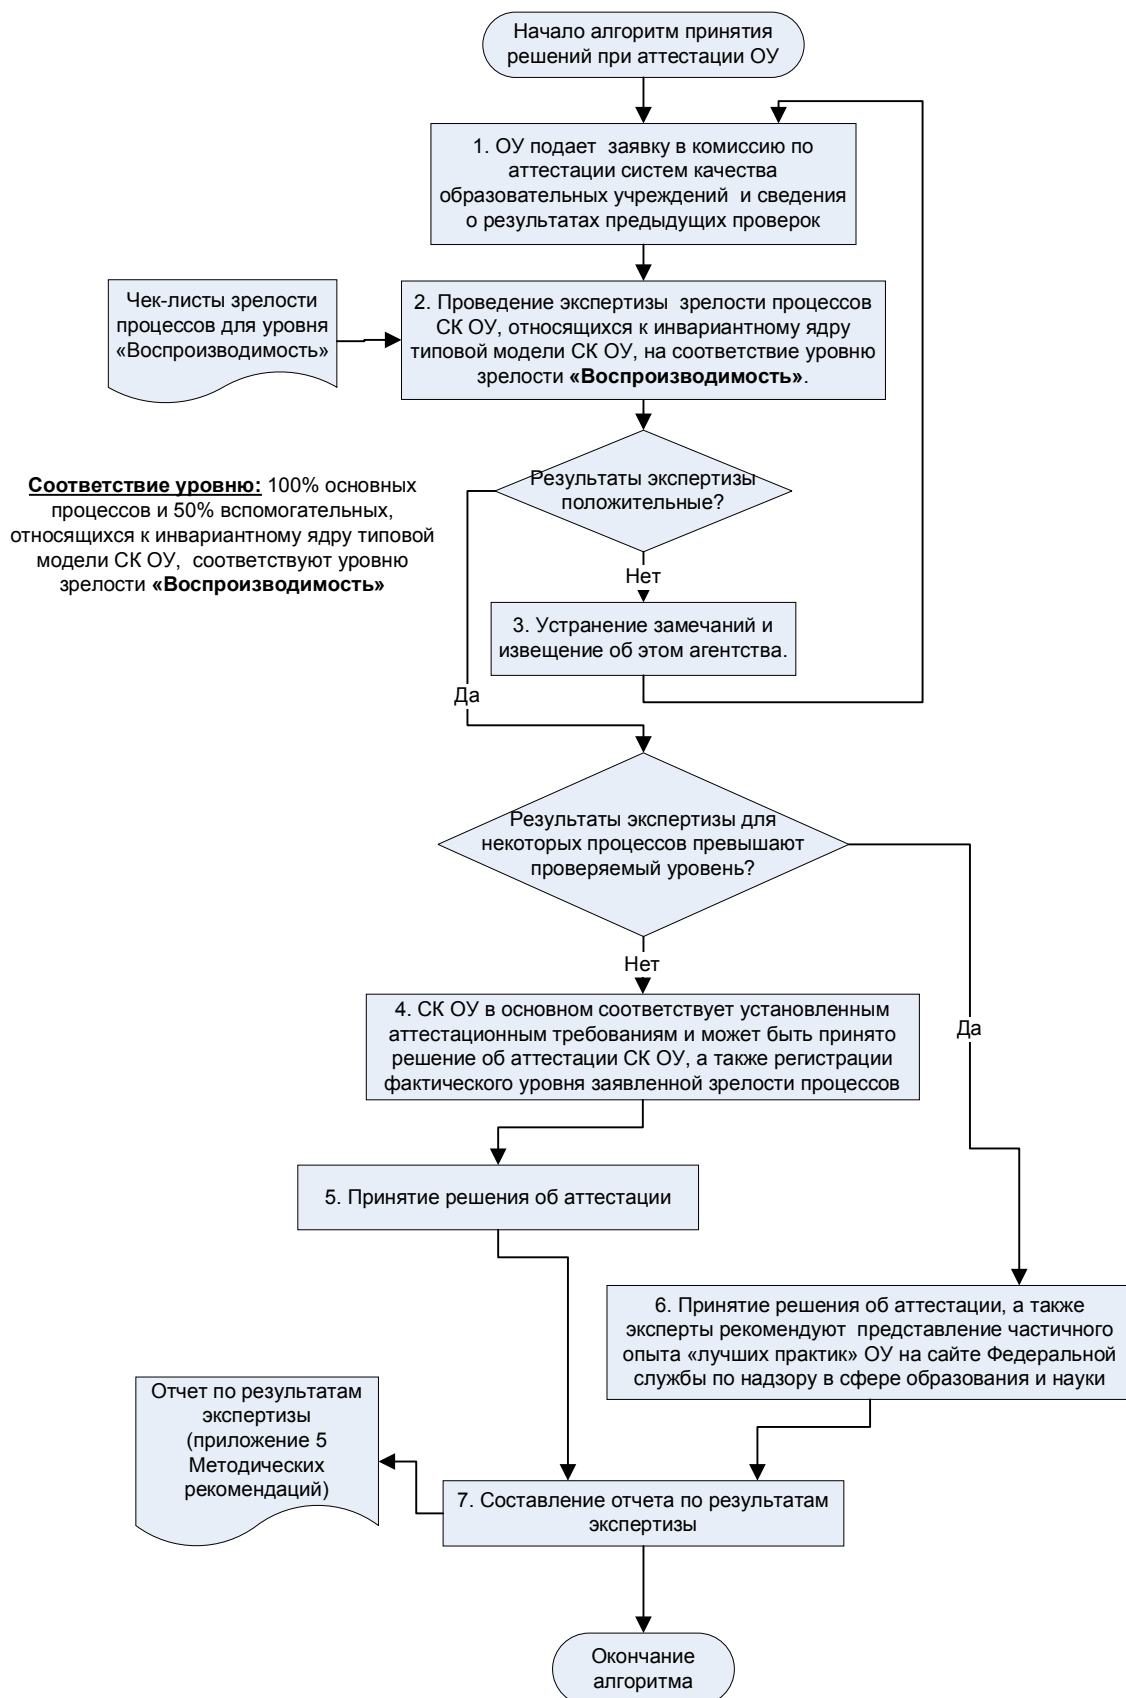 Начало алгоритм принятия
решений при аттестации ОУ
1. ОУ подает заявку в комиссию по
аттестации систем качества
образовательных учреждений и сведения
о результатах предыдущих проверок
Чек-листы зрелости
процессов для уровня
«Воспроизводимость»
2. Проведение экспертизы зрелости процессов
СК ОУ, относящихся к инвариантному ядру
типовой модели СК ОУ, на соответствие уровню
зрелости «Воспроизводимость».
Результаты экспертизы
положительные?
Соответствие уровню: 100% основных
процессов и 50% вспомогательных,
относящихся к инвариантному ядру типовой
модели СК ОУ, соответствуют уровню
зрелости «Воспроизводимость»
Нет
3. Устранение замечаний и
извещение об этом агентства.
Да
Результаты экспертизы для
некоторых процессов превышают
проверяемый уровень?
Нет
4. СК ОУ в основном соответствует установленным
аттестационным требованиям и может быть принято
решение об аттестации СК ОУ, а также регистрации
фактического уровня заявленной зрелости процессов
Да
5. Принятие решения об аттестации
6. Принятие решения об аттестации, а также
эксперты рекомендуют представление частичного
опыта «лучших практик» ОУ на сайте Федеральной
службы по надзору в сфере образования и науки
Отчет по результатам
экспертизы
(приложение 5
Методических
рекомендаций)
7. Составление отчета по результатам
экспертизы
Окончание
алгоритма